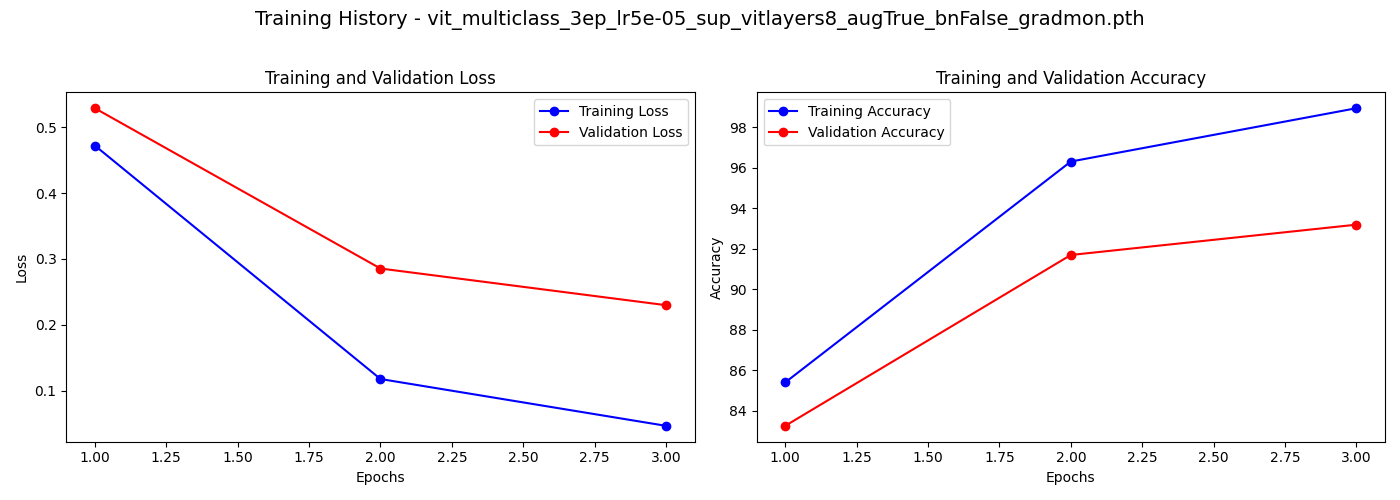 Training History - vit_multiclass_3ep_lr5e-05_sup_vitlayers8_augTrue_bnFalse_gradmon.pth
Training and Validation Loss
Training Loss
Validation Loss
0.5
0.4
0.3
0.2
0.1
Loss
1.00 1.25 1.50 1.75 2.00 2.25 2.50 2.75 3.00
Epochs
Training and Validation Accuracy
Training Accuracy
Validation Accuracy
98
96
94
92
90
88
86
84
Accuracy
1.00 1.25 1.50 1.75 2.00 2.25 2.50 2.75 3.00
Epochs